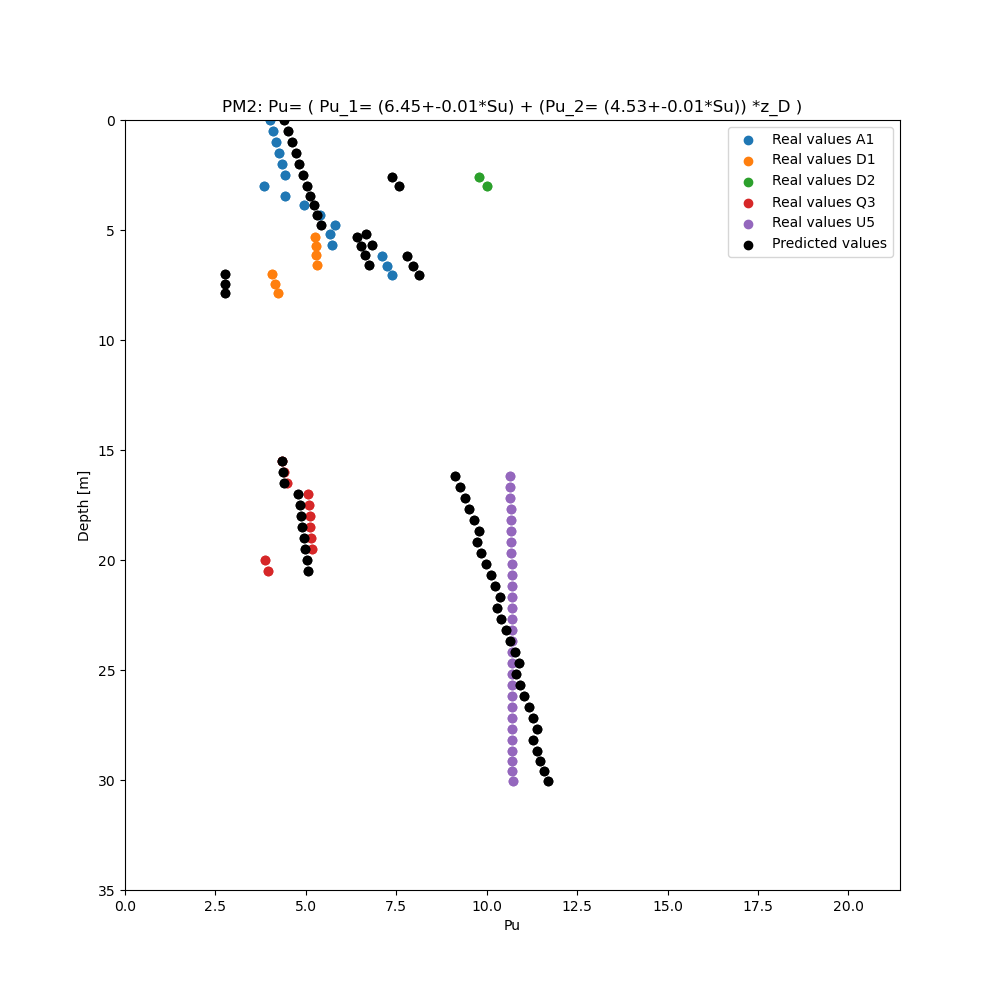 PM2: Pu= ( Pu_1= (6.45+-0.01*Su) + (Pu_2= (4.53+-0.01*Su)) *z_D )
Real values A1
Real values D1
Real values D2
Real values Q3
Real values U5
Predicted values
0
5
10
15
20
25
30
35
Depth [m]
0.0 2.5 5.0 7.5 10.0 12.5 15.0 17.5 20.0
Pu